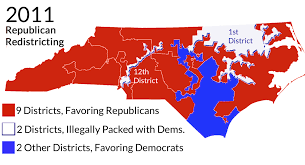 2011
Republican
Redistricting
1st
District
12th
District
9 Districts, Favoring Republicans
2 Districts, Illegally Packed with Dems.
2 Other Districts, Favoring Democrats